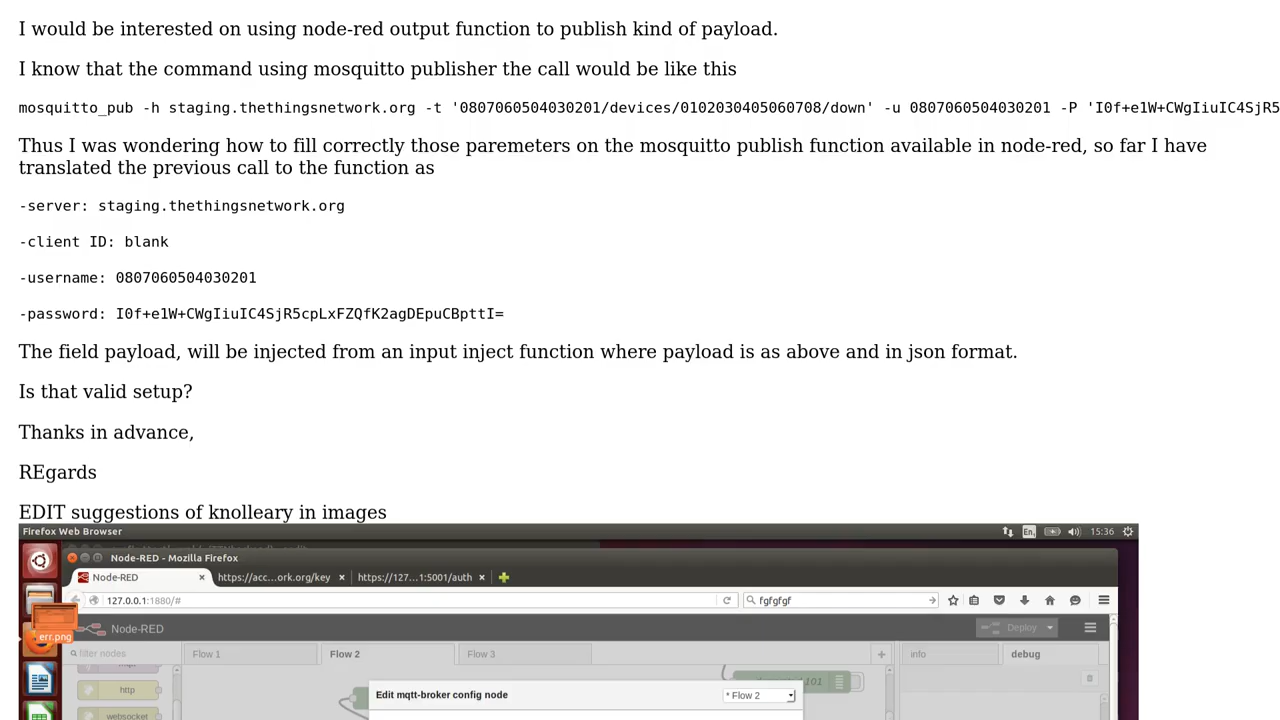 I would be interested on using node-red output function to publish kind of payload.
I know that the command using mosquitto publisher the call would be like this
mosquitto_pub -h staging.thethingsnetwork.org -t '0807060504030201/devices/0102030405060708/down' -u 0807060504030201 -P 'I0f+e1W+CWgIiuIC4SjR5
Thus I was wondering how to fill correctly those paremeters on the mosquitto publish function available in node-red, so far I have
translated the previous call to the function as
-server: staging.thethingsnetwork.org
-client ID: blank
-username: 0807060504030201
-password: I0f+e1W+CWgIiuIC4SjR5cpLxFZQfK2agDEpuCBpttI=
The field payload, will be injected from an input inject function where payload is as above and in json format.
Is that valid setup?
Thanks in advance,
REgards
EDIT suggestions of knolleary in images
Firefox Web Browser En 15:36
Node-RED - Mozilla Firefox
Node-RED https://acc...ork.org/key https://127...1:5001/auth
127.0.0.1:1880/# fgfgfgf
err.png Node-RED Deploy
filter nodes Flow 1 Flow 2 Flow 3 info debug
http
Edit mqtt-broker config node * Flow 2
websocket